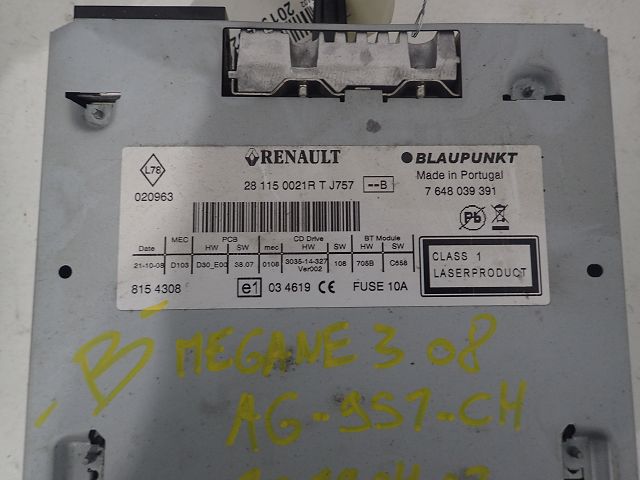 L78
RENAULT
BLAUPUNKT
020963
28 115 0021R T J757
--B
Made in Portugal
7 648 039 391
Pb
MEC PCB CD Drive BT Module
Date HW SW mec HW SW HW SW
21-10-08 D103 D30_E00 38.07 0108 3035-14-327 Ver002 108 705B C658
CLASS 1
LASERPRODUCT
815 4308
e1 03 4619 CE FUSE 10A
-B-
MEGANE 3 08
AG-951-CH